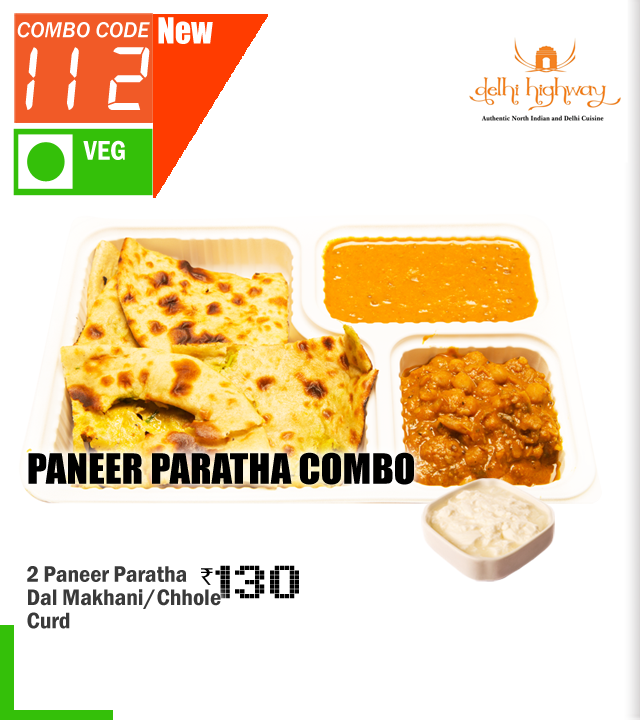 COMBO CODE
112
New
VEG
delhi highway
Authentic North Indian and Delhi Cuisine
PANEER PARATHA COMBO
2 Paneer Paratha
₹130
Dal Makhani/Chhole
Curd